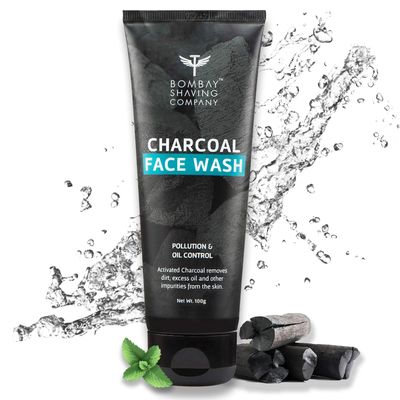 BOMBAY™
SHAVING
COMPANY
CHARCOAL
FACE WASH
POLLUTION &
OIL CONTROL
Activated Charcoal removes
dirt, excess oil and other
impurities from the skin.
Net Wt. 100g